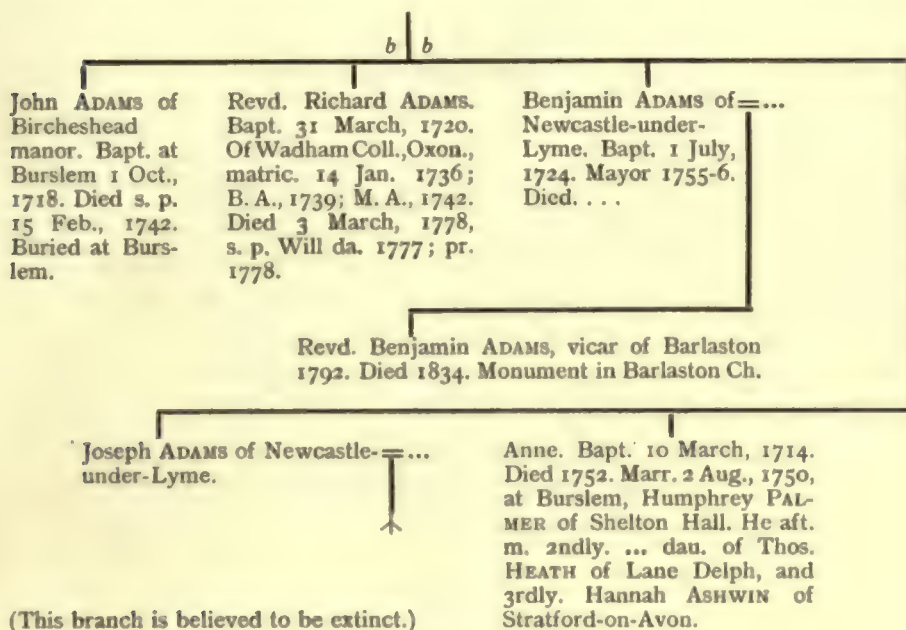 b b
John ADAMS of
Bircheshead
manor. Bapt. at
Burslem 1 Oct.,
1718. Died s. p.
15 Feb., 1742.
Buried at Burs-
lem.
Revd. Richard ADAMS.
Bapt. 31 March, 1720.
Of Wadham Coll., Oxon.,
matric. 14 Jan. 1736;
B. A., 1739; M. A., 1742.
Died 3 March, 1778,
s. p. Will da. 1777; pr.
1778.
Benjamin ADAMS of =...
Newcastle-under-
Lyme. Bapt. 1 July,
1724. Mayor 1755-6.
Died. . . .
Revd. Benjamin ADAMS, vicar of Barlaston
1792. Died 1834. Monument in Barlaston Ch.
Joseph ADAMS of Newcastle- =...
under-Lyme.
Anne. Bapt. 10 March, 1714.
Died 1752. Marr. 2 Aug., 1750,
at Burslem, Humphrey PAL-
MER of Shelton Hall. He aft.
m. 2ndly. ... dau. of Thos.
HEATH of Lane Delph, and
3rdly. Hannah ASHWIN of
Stratford-on-Avon.
(This branch is believed to be extinct.)